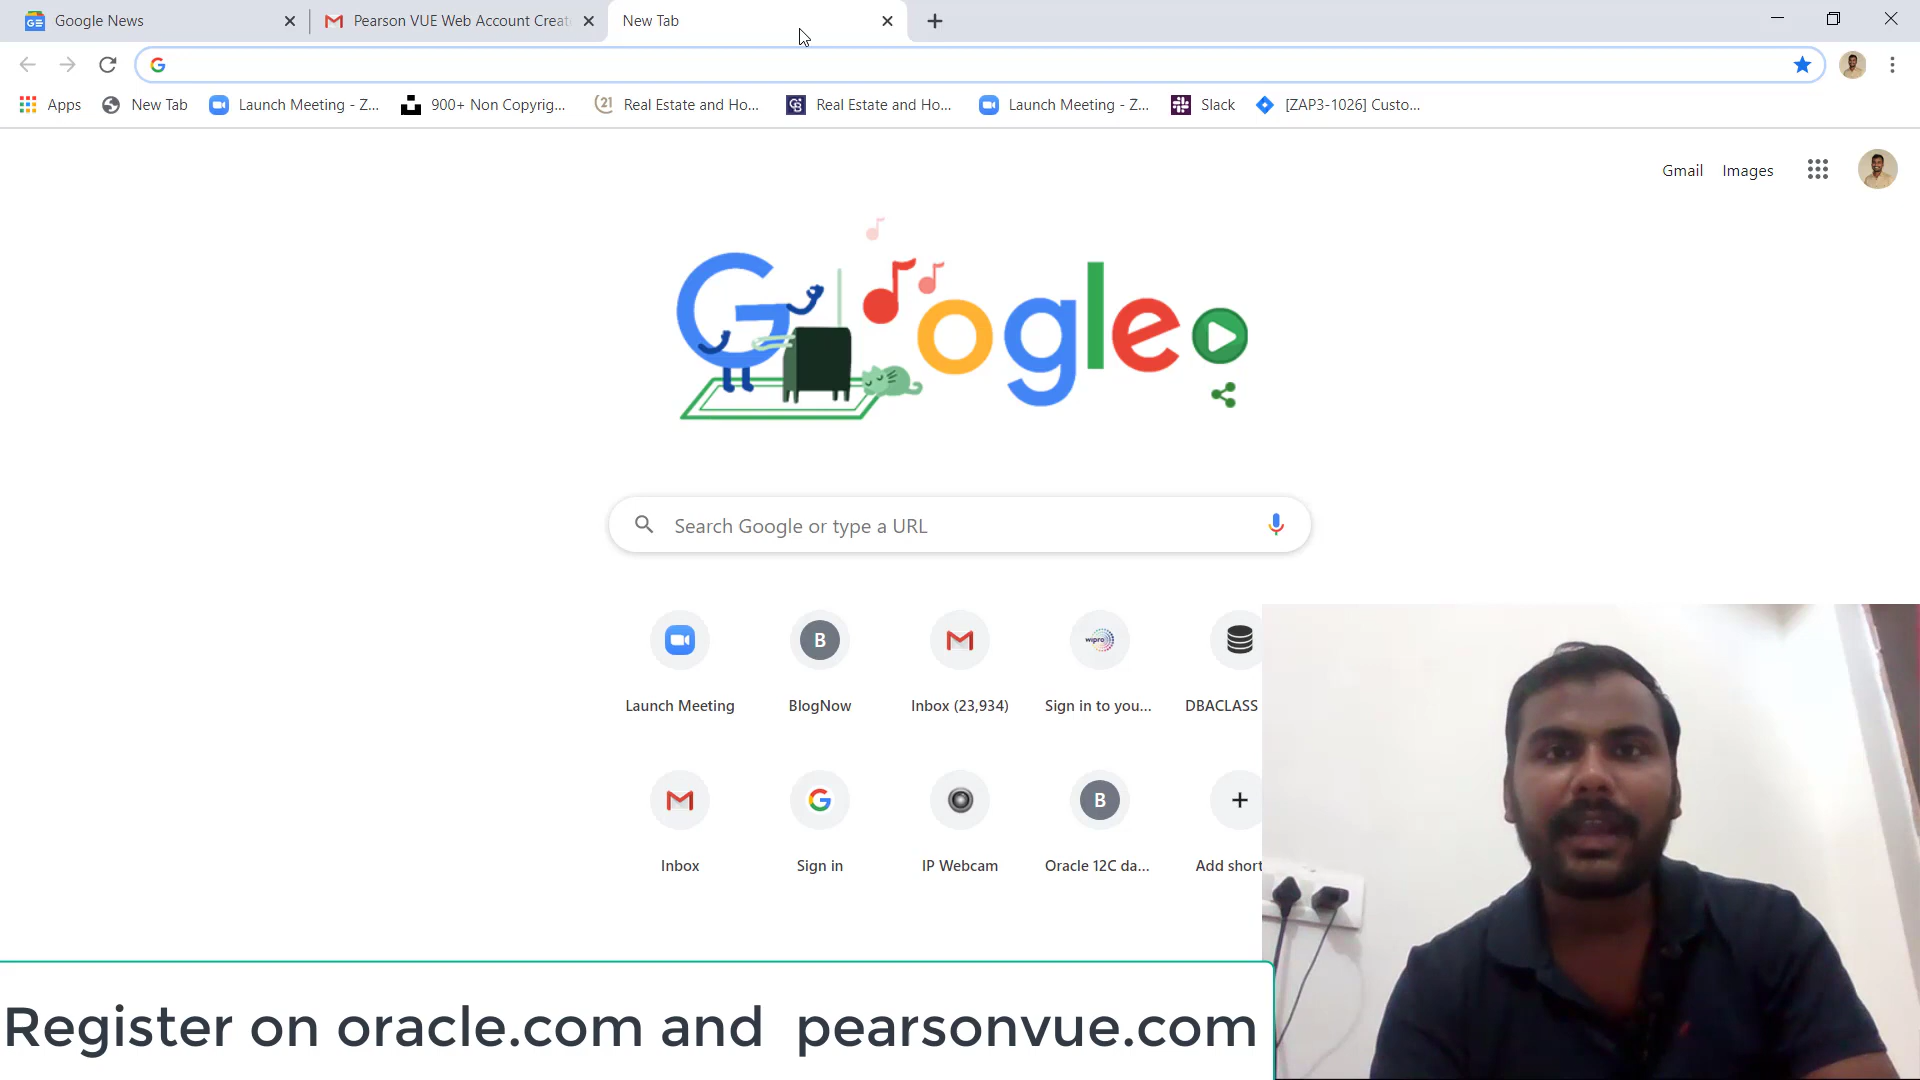 Google News
Pearson VUE Web Account Creat
New Tab
Apps
New Tab
Launch Meeting - Z...
900+ Non Copyrig...
Real Estate and Ho...
Real Estate and Ho...
Launch Meeting - Z...
Slack
[ZAP3-1026] Custo...
Gmail
Images
Google
Search Google or type a URL
B
wipro
Launch Meeting
BlogNow
Inbox (23,934)
Sign in to you...
DBACLASS
B
Inbox
Sign in
IP Webcam
Oracle 12C da...
Add short
Register on oracle.com and pearsonvue.com